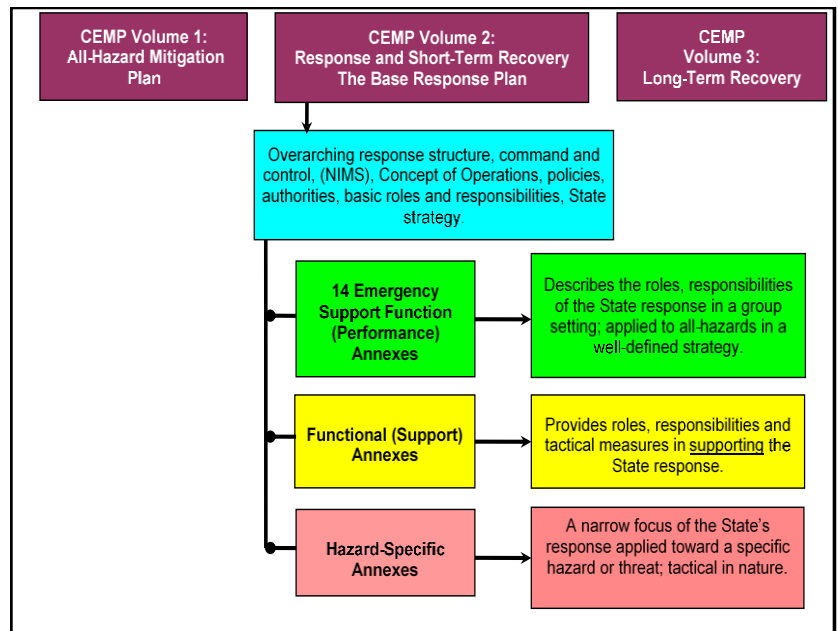 CEMP Volume 1:
All-Hazard Mitigation
Plan
CEMP Volume 2:
Response and Short-Term Recovery
The Base Response Plan
CEMP
Volume 3:
Long-Term Recovery
Overarching response structure, command and
control, (NIMS), Concept of Operations, policies,
authorities, basic roles and responsibilities, State
strategy.
14 Emergency
Support Function
(Performance)
Annexes
Describes the roles, responsibilities
of the State response in a group
setting; applied to all-hazards in a
well-defined strategy.
Functional (Support)
Annexes
Provides roles, responsibilities and
tactical measures in supporting the
State response.
Hazard-Specific
Annexes
A narrow focus of the State’s
response applied toward a specific
hazard or threat; tactical in nature.